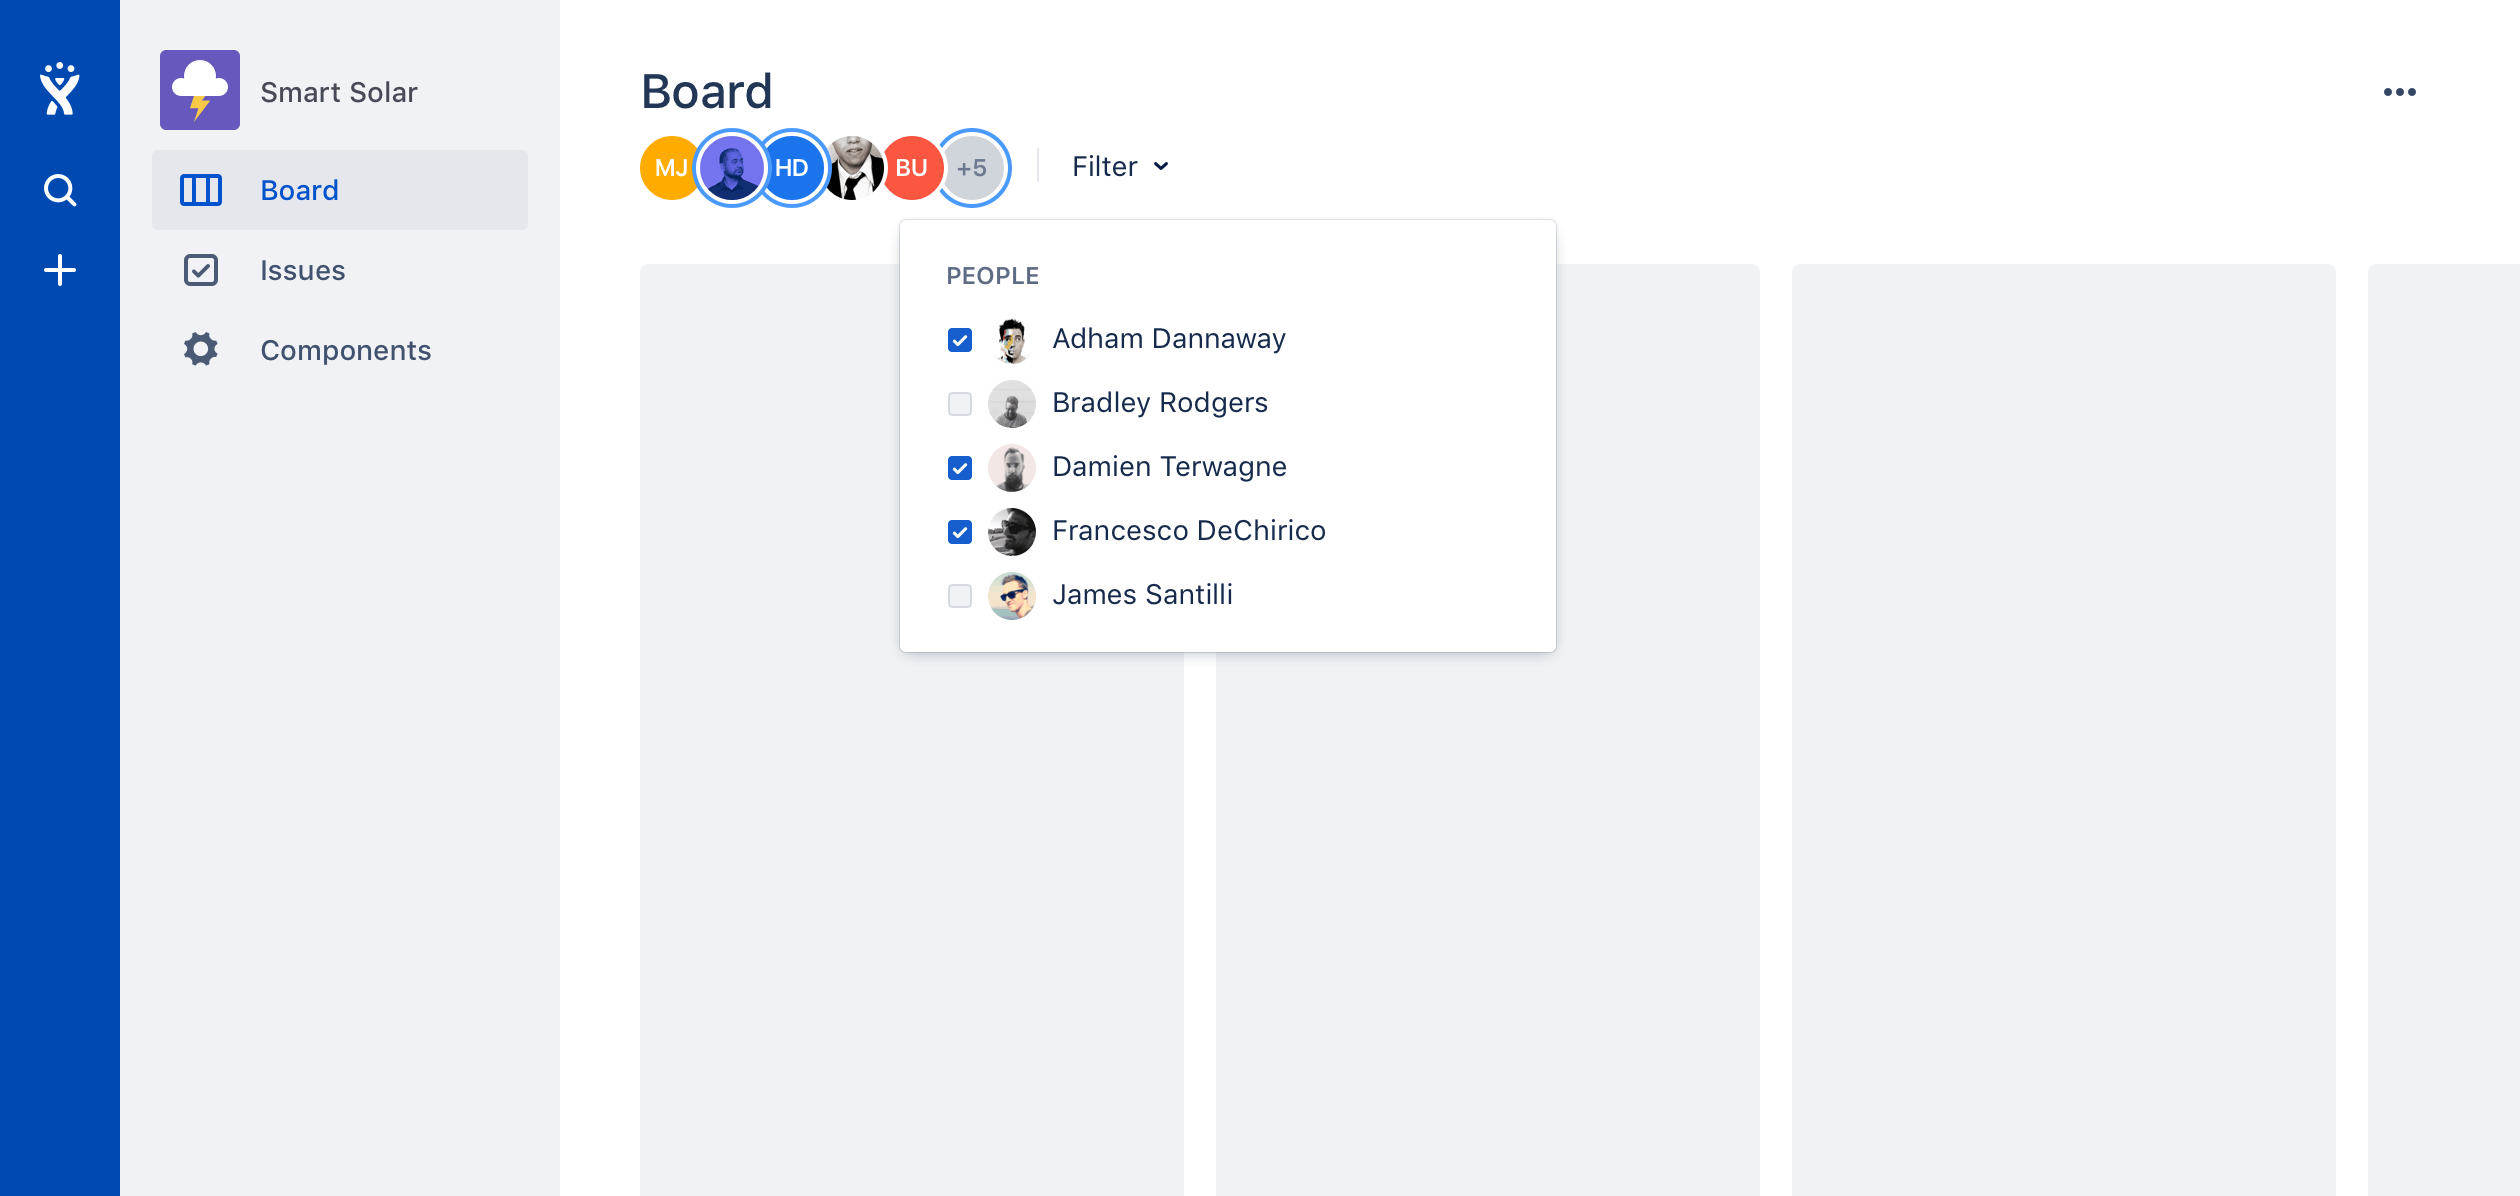 Smart Solar
Board
Issues
Components
Board
MJ HD BU +5 Filter
PEOPLE
Adham Dannaway
Bradley Rodgers
Damien Terwagne
Francesco DeChirico
James Santilli